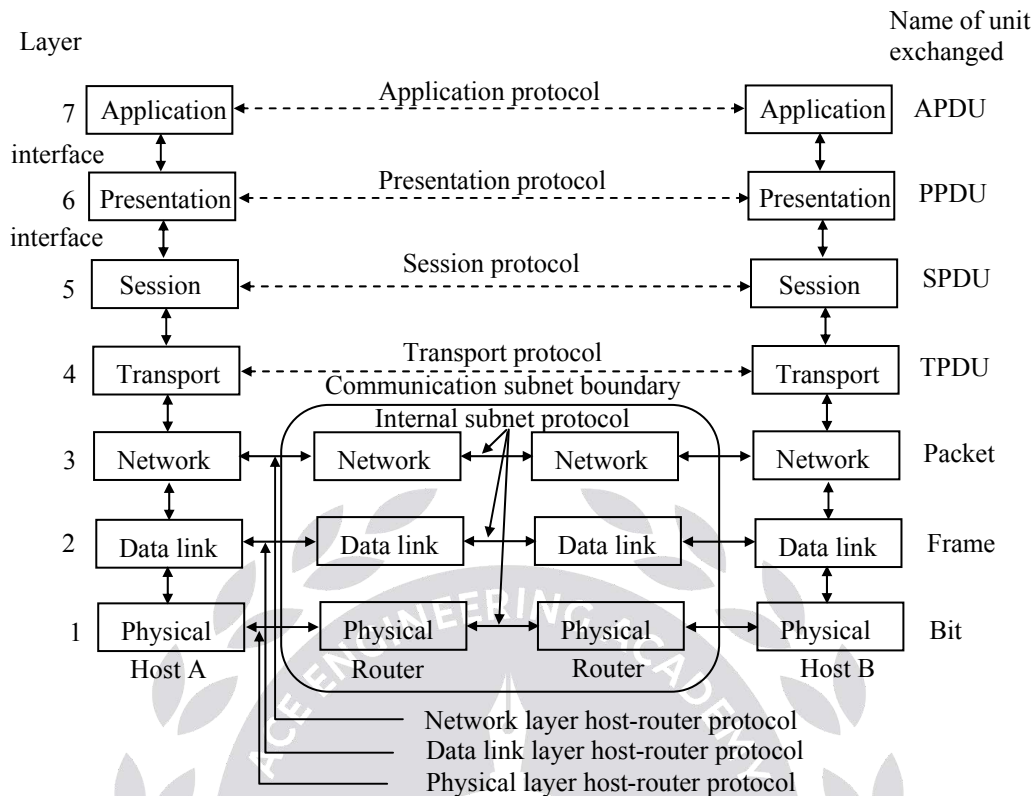 Layer
Name of unit
exchanged
7
Application
Application protocol
Application
APDU
interface
6
Presentation
Presentation protocol
Presentation
PPDU
interface
5
Session
Session protocol
Session
SPDU
4
Transport
Transport protocol
Transport
TPDU
Communication subnet boundary
Internal subnet protocol
3
Network
Network
Network
Network
Packet
2
Data link
Data link
Data link
Data link
Frame
1
Physical
Physical
Physical
Physical
Bit
Host A
Router
Router
Host B
Network layer host-router protocol
Data link layer host-router protocol
Physical layer host-router protocol
ACE ENGINEERING ACADEMY